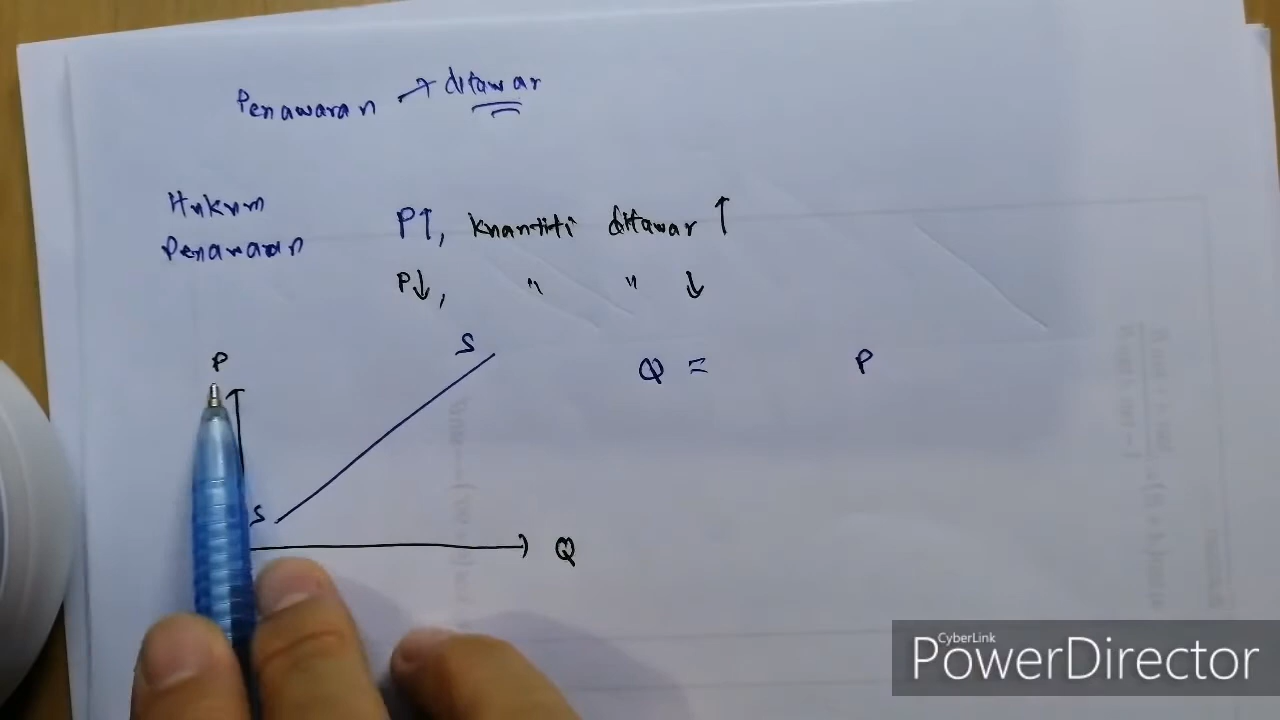 Penawaran → ditawar
Hukum
Penawaran
P↑, kuantiti ditawar ↑
P↓, " " ↓
P
S
Q = P
S
Q
CyberLink
PowerDirector